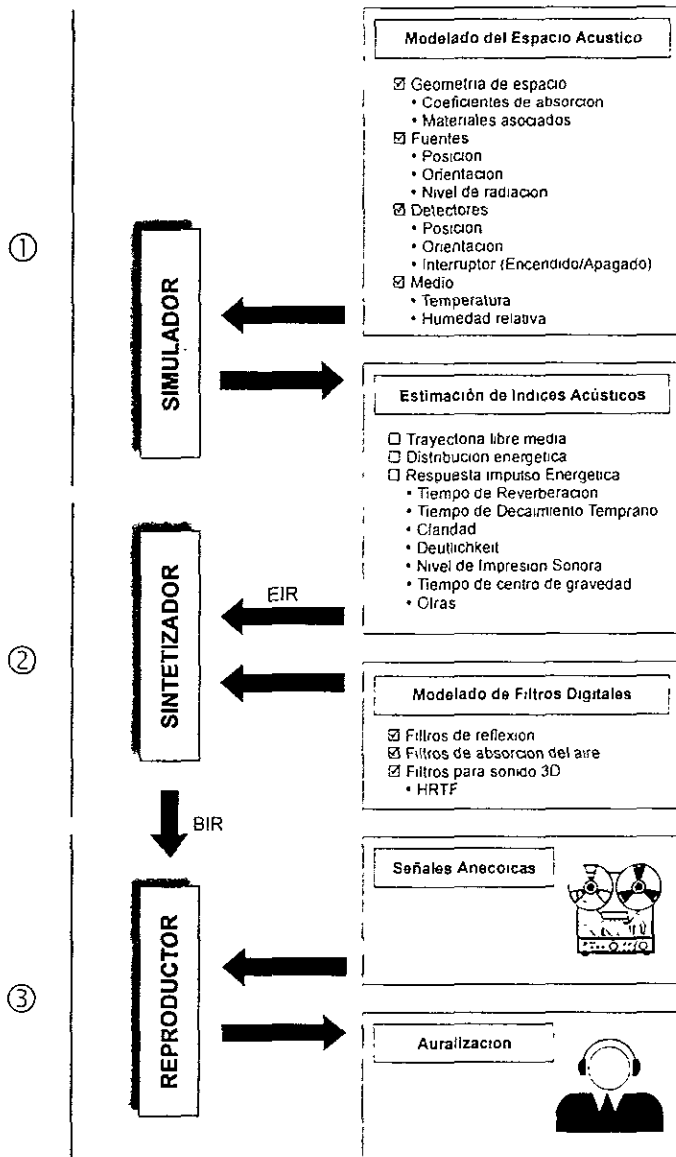 ①
SIMULADOR
Modelado del Espacio Acustico
☑ Geometria de espacio
• Coeficientes de absorcion
• Materiales asociados
☑ Fuentes
• Posicion
• Orientacion
• Nivel de radiacion
☑ Detectores
• Posicion
• Orientacion
• Interruptor (Encendido/Apagado)
☑ Medio
• Temperatura
• Humedad relativa
Estimación de Indices Acústicos
☐ Trayectoria libre media
☐ Distribucion energetica
☐ Respuesta impulso Energetica
• Tiempo de Reverberacion
• Tiempo de Decaimiento Temprano
• Claridad
• Deutlichkeit
• Nivel de Impresion Sonora
• Tiempo de centro de gravedad
• Otras
②
SINTETIZADOR
EIR
Modelado de Filtros Digitales
☑ Filtros de reflexion
☑ Filtros de absorcion del aire
☑ Filtros para sonido 3D
• HRTF
BIR
③
REPRODUCTOR
Señales Anecoicas
Auralizacion